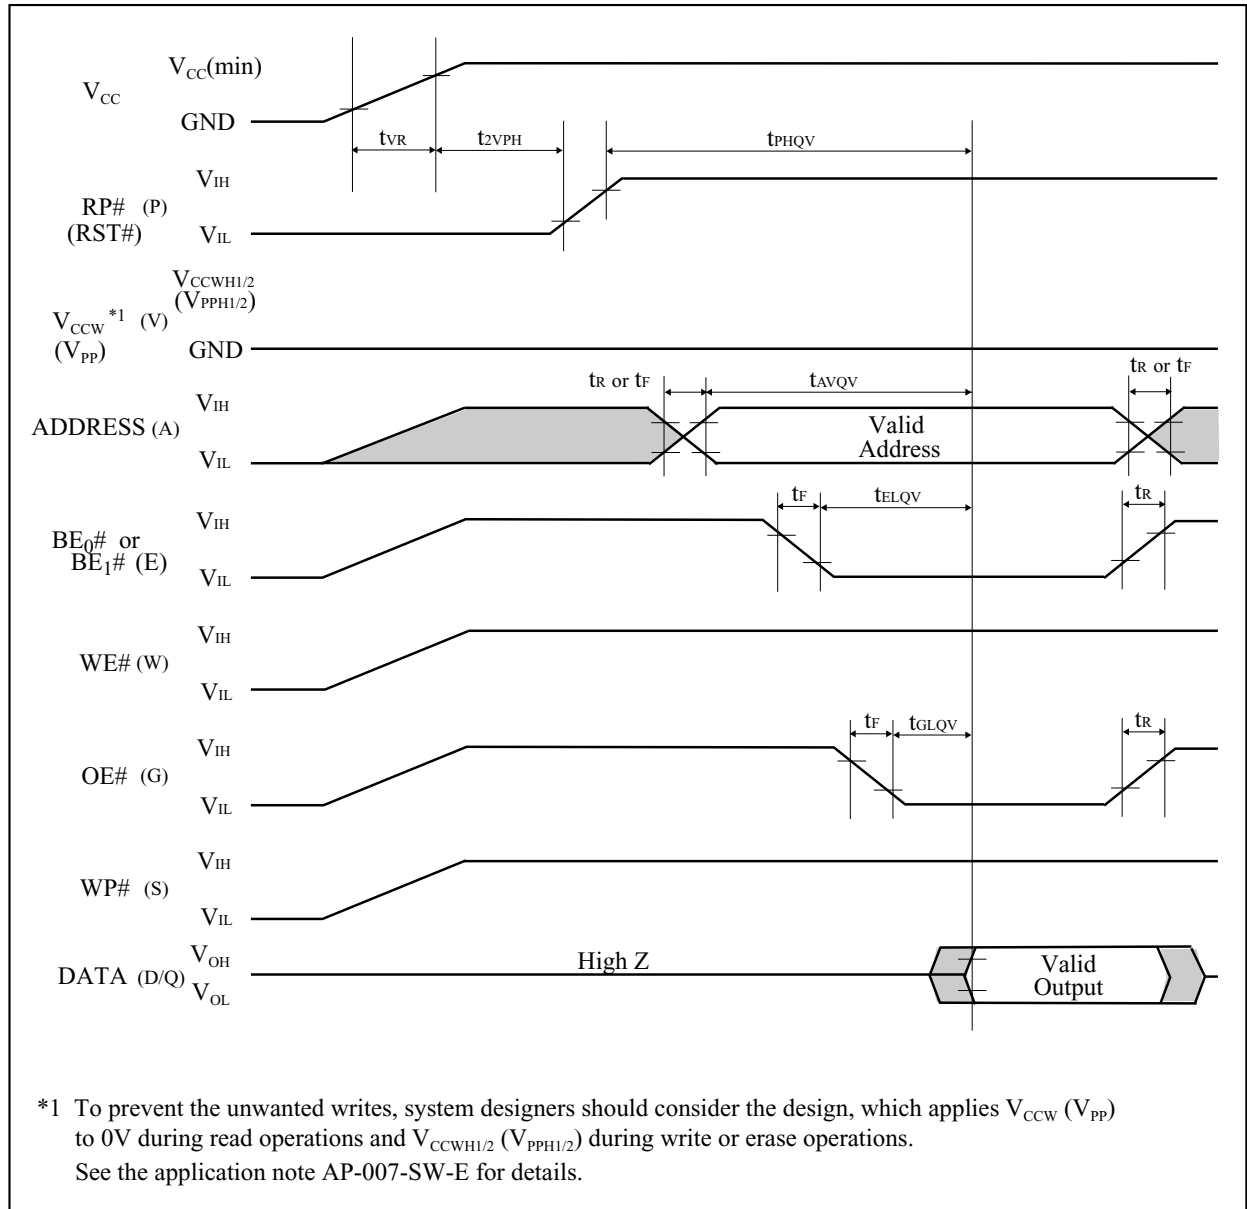 VCC
VCC(min)
GND
tVR
t2VPH
tPHQV
RP# (P)
(RST#)
VIH
VIL
VCCWH1/2
(VPPH1/2)
VCCW *1 (V)
(VPP)
GND
tR or tF
tAVQV
tR or tF
ADDRESS (A)
VIH
VIL
Valid
Address
tF
tELQV
tR
BE0# or
BE1# (E)
VIH
VIL
WE# (W)
VIH
VIL
tF
tGLQV
tR
OE# (G)
VIH
VIL
WP# (S)
VIH
VIL
DATA (D/Q)
VOH
VOL
High Z
Valid
Output
*1 To prevent the unwanted writes, system designers should consider the design, which applies VCCW (VPP)
to 0V during read operations and VCCWH1/2 (VPPH1/2) during write or erase operations.
See the application note AP-007-SW-E for details.